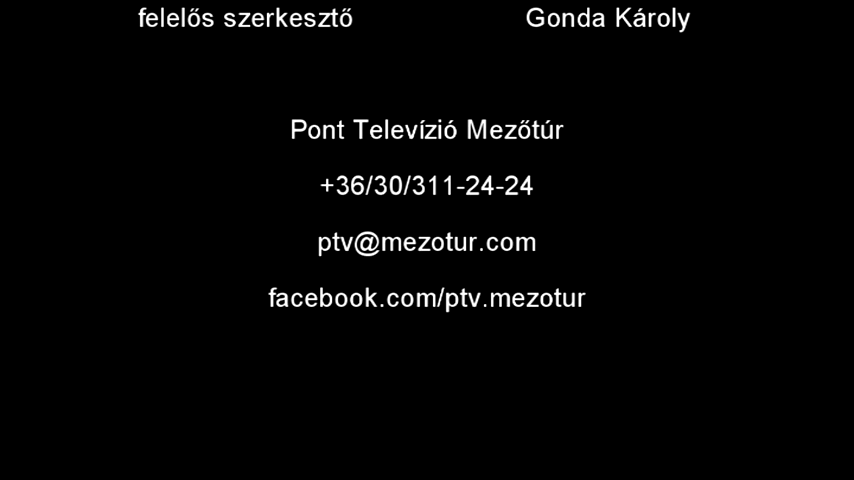 felelős szerkesztő Gonda Károly
Pont Televízió Mezőtúr
+36/30/311-24-24
ptv@mezotur.com
facebook.com/ptv.mezotur